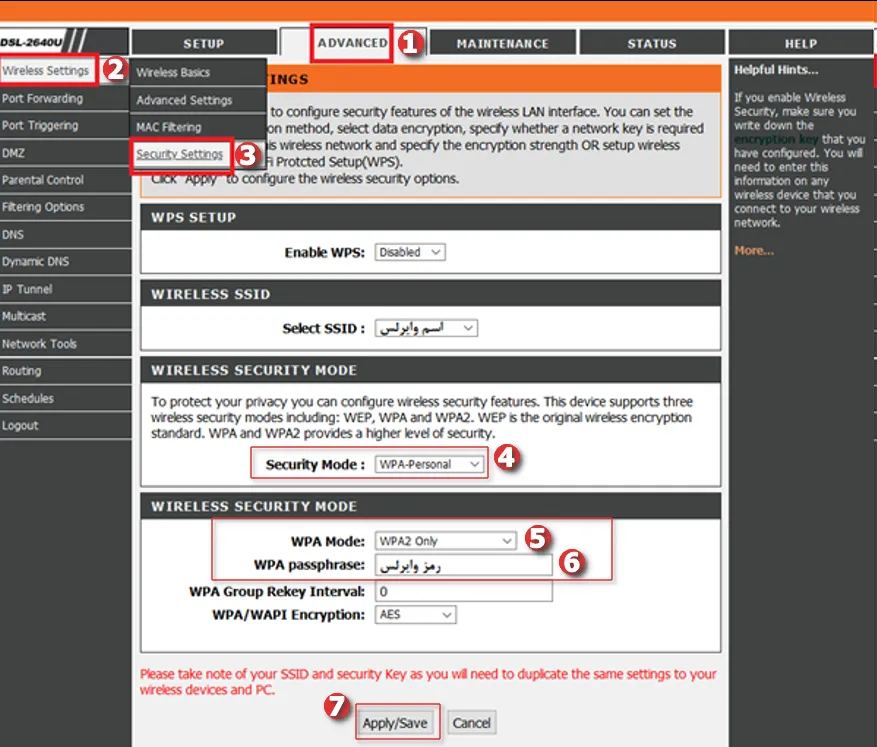 DSL-2640U
SETUP
ADVANCED
1
MAINTENANCE
STATUS
HELP
Wireless Settings
2
Port Forwarding
Port Triggering
DMZ
Parental Control
Filtering Options
DNS
Dynamic DNS
IP Tunnel
Multicast
Network Tools
Routing
Schedules
Logout
Wireless Basics
Advanced Settings
MAC Filtering
Security Settings
3
INGS
to configure security features of the wireless LAN interface. You can set the
on method, select data encryption, specify whether a network key is required
is wireless network and specify the encryption strength OR setup wireless
Fi Protcted Setup(WPS).
Click "Apply" to configure the wireless security options.
WPS SETUP
Enable WPS: Disabled
WIRELESS SSID
Select SSID : اسم وایرلس
WIRELESS SECURITY MODE
To protect your privacy you can configure wireless security features. This device supports three
wireless security modes including: WEP, WPA and WPA2. WEP is the original wireless encryption
standard. WPA and WPA2 provides a higher level of security.
Security Mode : WPA-Personal
4
WIRELESS SECURITY MODE
WPA Mode: WPA2 Only
5
WPA passphrase: رمز وایرلس
6
WPA Group Rekey Interval: 0
WPA/WAPI Encryption: AES
Please take note of your SSID and security Key as you will need to duplicate the same settings to your
wireless devices and PC.
7
Apply/Save
Cancel
Helpful Hints...
If you enable Wireless
Security, make sure you
write down the
encryption key that you
have configured. You will
need to enter this
information on any
wireless device that you
connect to your wireless
network.
More...